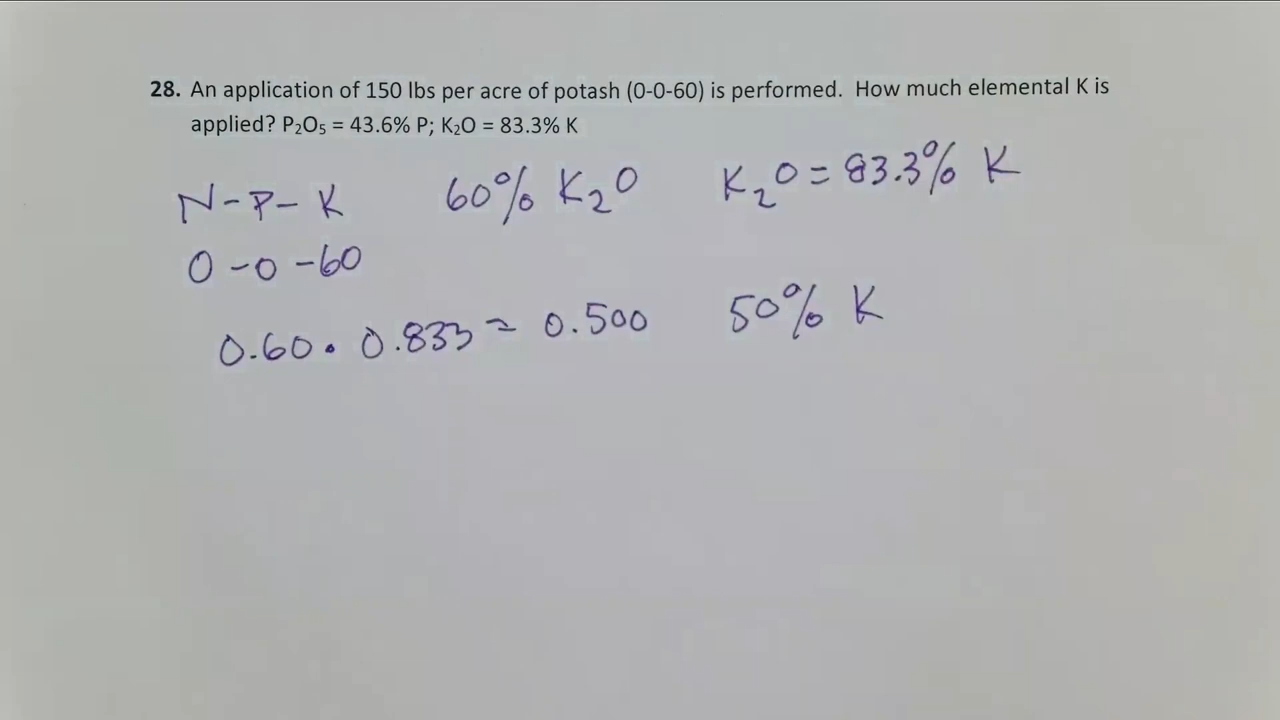 28. An application of 150 lbs per acre of potash (0-0-60) is performed. How much elemental K is
applied? P₂O₅ = 43.6% P; K₂O = 83.3% K
N-P-K 60% K₂O K₂O = 83.3% K
0-0-60
0.60 . 0.833 = 0.500 50% K